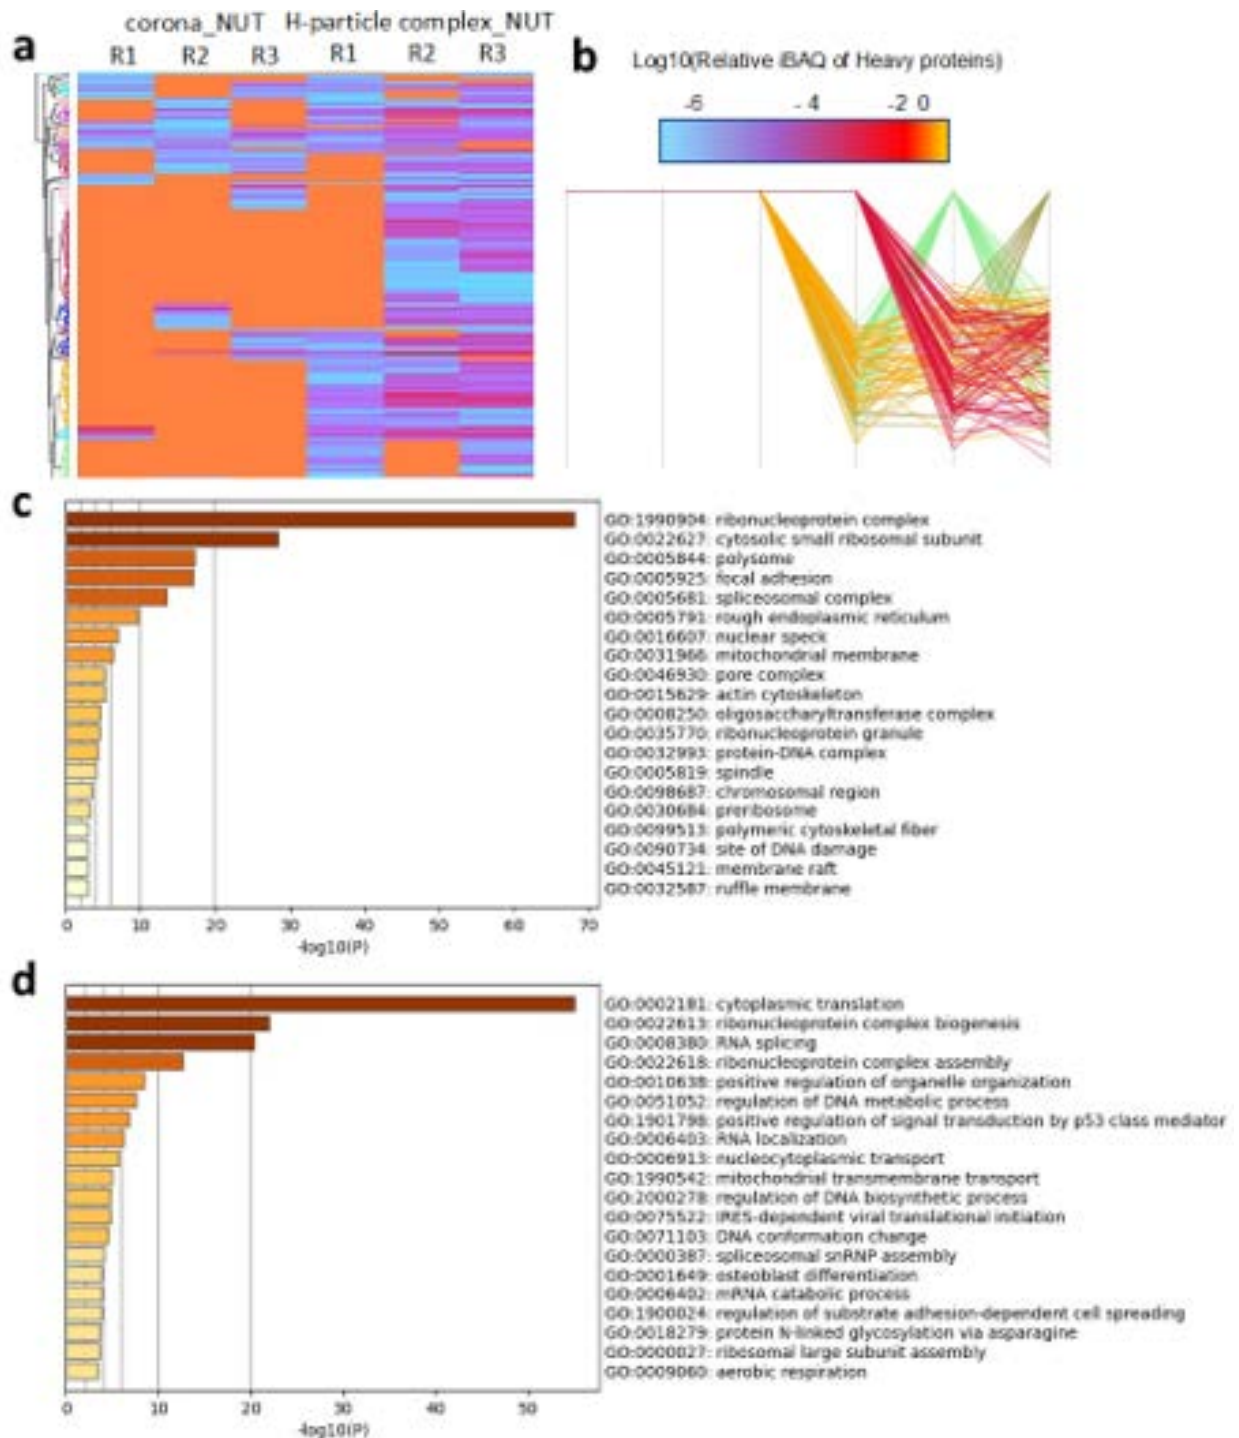 corona_NUT H-particle complex_NUT
a
R1 R2 R3 R1 R2 R3
b
Log10(Relative iBAQ of Heavy proteins)
-6 - 4 -2 0
c
GO:1990904: ribonucleoprotein complex
GO:0022627: cytosolic small ribosomal subunit
GO:0005844: polysome
GO:0005925: focal adhesion
GO:0005681: spliceosomal complex
GO:0005791: rough endoplasmic reticulum
GO:0016607: nuclear speck
GO:0031966: mitochondrial membrane
GO:0046930: pore complex
GO:0015629: actin cytoskeleton
GO:0008250: oligosaccharyltransferase complex
GO:0035770: ribonucleoprotein granule
GO:0032993: protein-DNA complex
GO:0005819: spindle
GO:0098687: chromosomal region
GO:0030684: preribosome
GO:0099513: polymeric cytoskeletal fiber
GO:0090734: site of DNA damage
GO:0045121: membrane raft
GO:0032587: ruffle membrane
0 10 20 30 40 50 60 70
-log10(P)
d
GO:0002181: cytoplasmic translation
GO:0022613: ribonucleoprotein complex biogenesis
GO:0008380: RNA splicing
GO:0022618: ribonucleoprotein complex assembly
GO:0010638: positive regulation of organelle organization
GO:0051052: regulation of DNA metabolic process
GO:1901798: positive regulation of signal transduction by p53 class mediator
GO:0006403: RNA localization
GO:0006913: nucleocytoplasmic transport
GO:1990542: mitochondrial transmembrane transport
GO:2000278: regulation of DNA biosynthetic process
GO:0075522: IRES-dependent viral translational initiation
GO:0071103: DNA conformation change
GO:0000387: spliceosomal snRNP assembly
GO:0001649: osteoblast differentiation
GO:0006402: mRNA catabolic process
GO:1900024: regulation of substrate adhesion-dependent cell spreading
GO:0018279: protein N-linked glycosylation via asparagine
GO:0000027: ribosomal large subunit assembly
GO:0009060: aerobic respiration
0 10 20 30 40 50
-log10(P)